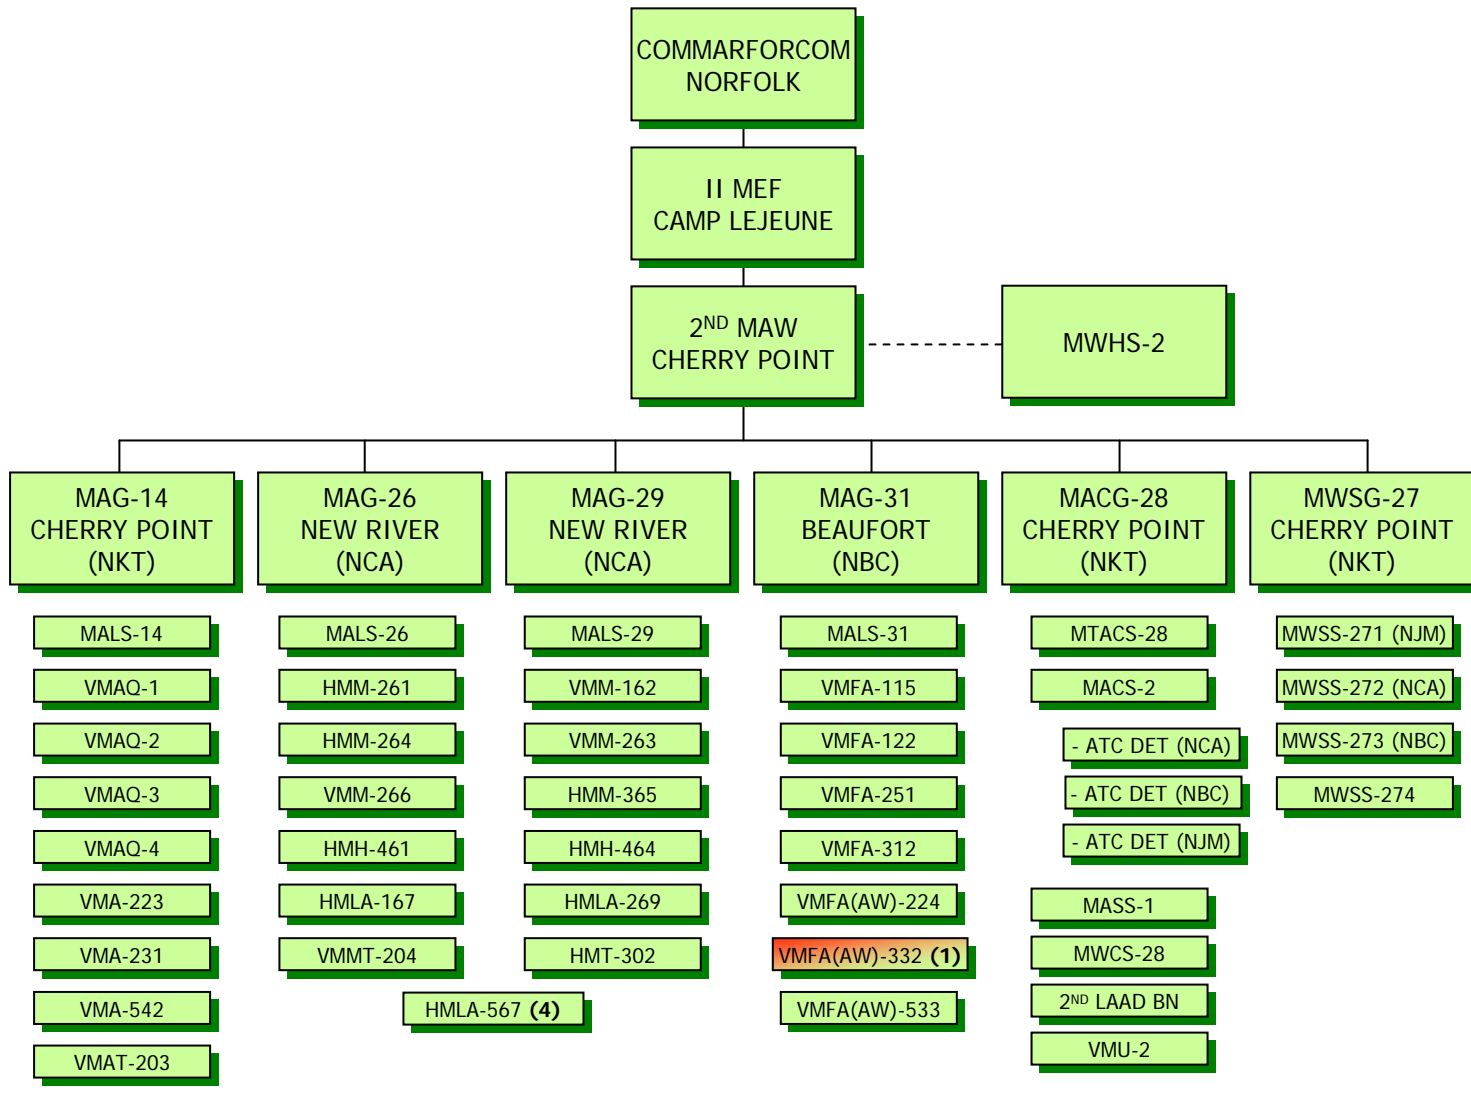 COMMARFORCOM
NORFOLK
II MEF
CAMP LEJEUNE
2ND MAW
CHERRY POINT
MWHS-2
MAG-14
CHERRY POINT
(NKT)
MAG-26
NEW RIVER
(NCA)
MAG-29
NEW RIVER
(NCA)
MAG-31
BEAUFORT
(NBC)
MACG-28
CHERRY POINT
(NKT)
MWSG-27
CHERRY POINT
(NKT)
MALS-14
VMAQ-1
VMAQ-2
VMAQ-3
VMAQ-4
VMA-223
VMA-231
VMA-542
VMAT-203
MALS-26
HMM-261
HMM-264
VMM-266
HMH-461
HMLA-167
VMMT-204
HMLA-567 (4)
MALS-29
VMM-162
VMM-263
HMM-365
HMH-464
HMLA-269
HMT-302
MALS-31
VMFA-115
VMFA-122
VMFA-251
VMFA-312
VMFA(AW)-224
VMFA(AW)-332 (1)
VMFA(AW)-533
MTACS-28
MACS-2
- ATC DET (NCA)
- ATC DET (NBC)
- ATC DET (NJM)
MASS-1
MWCS-28
2ND LAAD BN
VMU-2
MWSS-271 (NJM)
MWSS-272 (NCA)
MWSS-273 (NBC)
MWSS-274